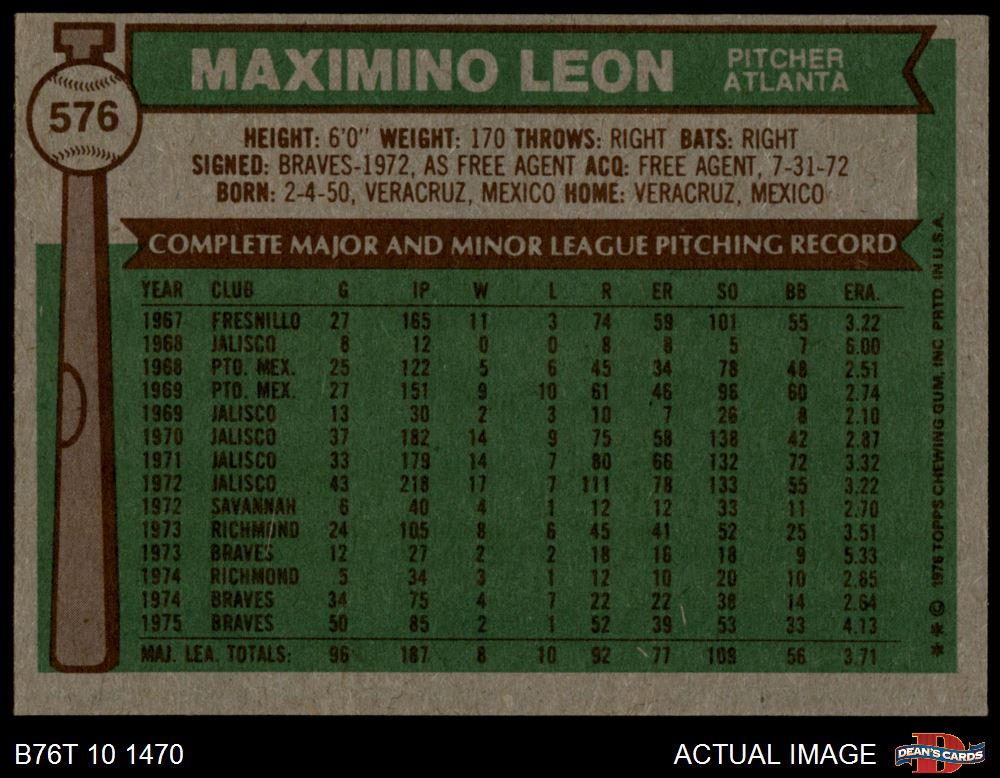 MAXIMINO LEON PITCHER ATLANTA
576
HEIGHT: 6'0" WEIGHT: 170 THROWS: RIGHT BATS: RIGHT
SIGNED: BRAVES-1972, AS FREE AGENT ACQ: FREE AGENT, 7-31-72
BORN: 2-4-50, VERACRUZ, MEXICO HOME: VERACRUZ, MEXICO
COMPLETE MAJOR AND MINOR LEAGUE PITCHING RECORD
YEAR CLUB G IP W L R ER SO BB ERA.
1967 FRESNILLO 27 165 11 3 74 59 101 55 3.22
1968 JALISCO 8 12 0 0 8 8 5 7 6.00
1968 PTO. MEX. 25 122 5 6 45 34 78 48 2.51
1969 PTO. MEX. 27 151 9 10 61 46 96 60 2.74
1969 JALISCO 13 30 2 3 10 7 26 8 2.10
1970 JALISCO 37 182 14 9 75 58 138 42 2.87
1971 JALISCO 33 179 14 7 80 66 132 72 3.32
1972 JALISCO 43 218 17 7 111 78 133 55 3.22
1972 SAVANNAH 6 40 4 1 12 12 33 11 2.70
1973 RICHMOND 24 105 8 6 45 41 52 25 3.51
1973 BRAVES 12 27 2 2 18 16 18 9 5.33
1974 RICHMOND 5 34 3 1 12 10 20 10 2.65
1974 BRAVES 34 75 4 7 22 22 38 14 2.64
1975 BRAVES 50 85 2 1 52 39 53 33 4.13
MAJ. LEA. TOTALS: 96 187 8 10 92 77 109 56 3.71
* * © 1976 TOPPS CHEWING GUM, INC PRTD. IN U.S.A.
B76T 10 1470 ACTUAL IMAGE DEAN'S CARDS